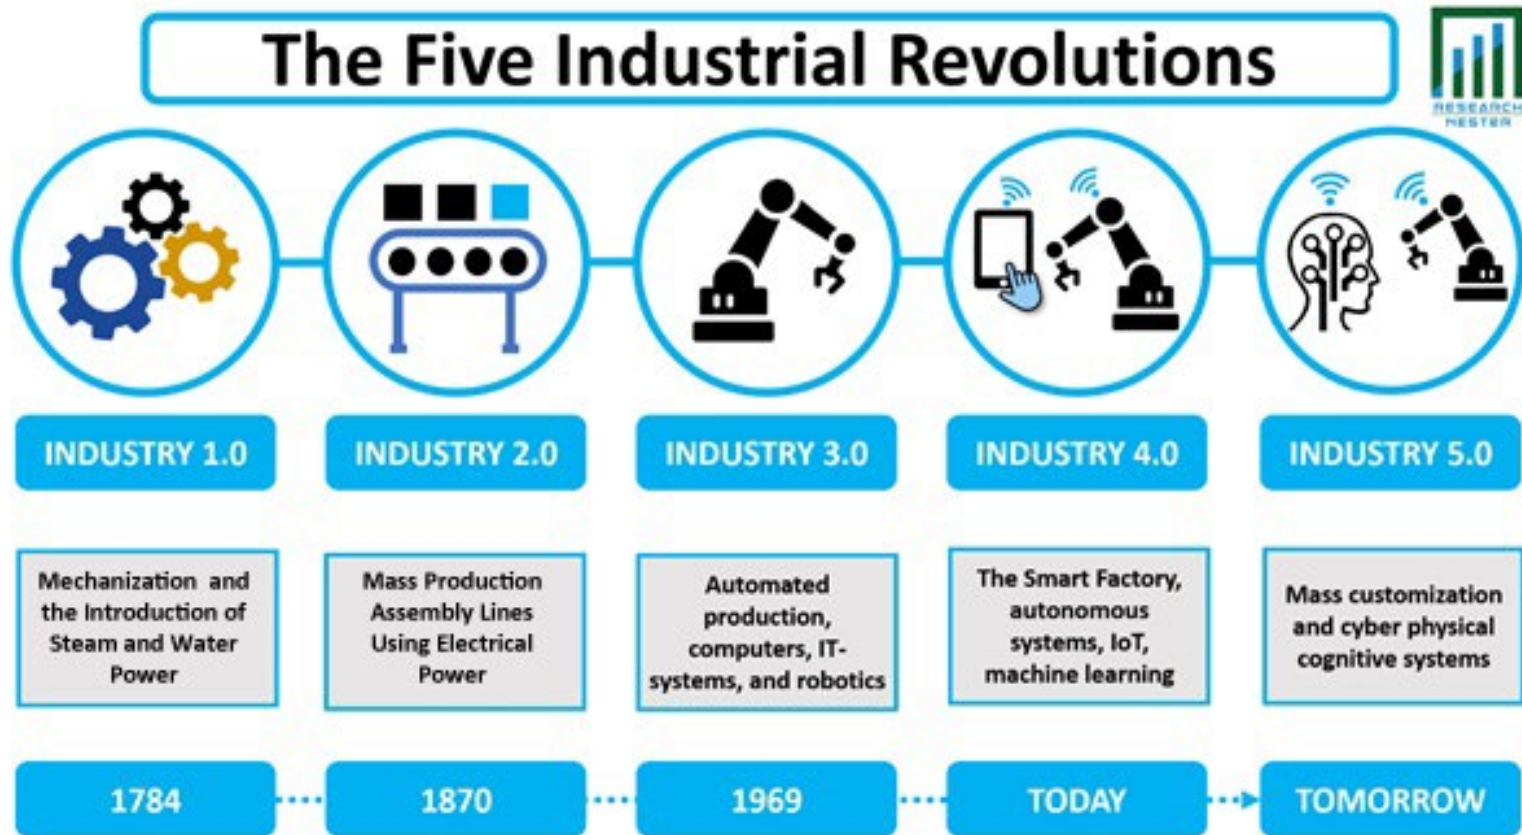 The Five Industrial Revolutions
RESEARCH
NESTER
INDUSTRY 1.0
INDUSTRY 2.0
INDUSTRY 3.0
INDUSTRY 4.0
INDUSTRY 5.0
Mechanization and
the Introduction of
Steam and Water
Power
Mass Production
Assembly Lines
Using Electrical
Power
Automated
production,
computers, IT-
systems, and robotics
The Smart Factory,
autonomous
systems, IoT,
machine learning
Mass customization
and cyber physical
cognitive systems
1784
1870
1969
TODAY
TOMORROW